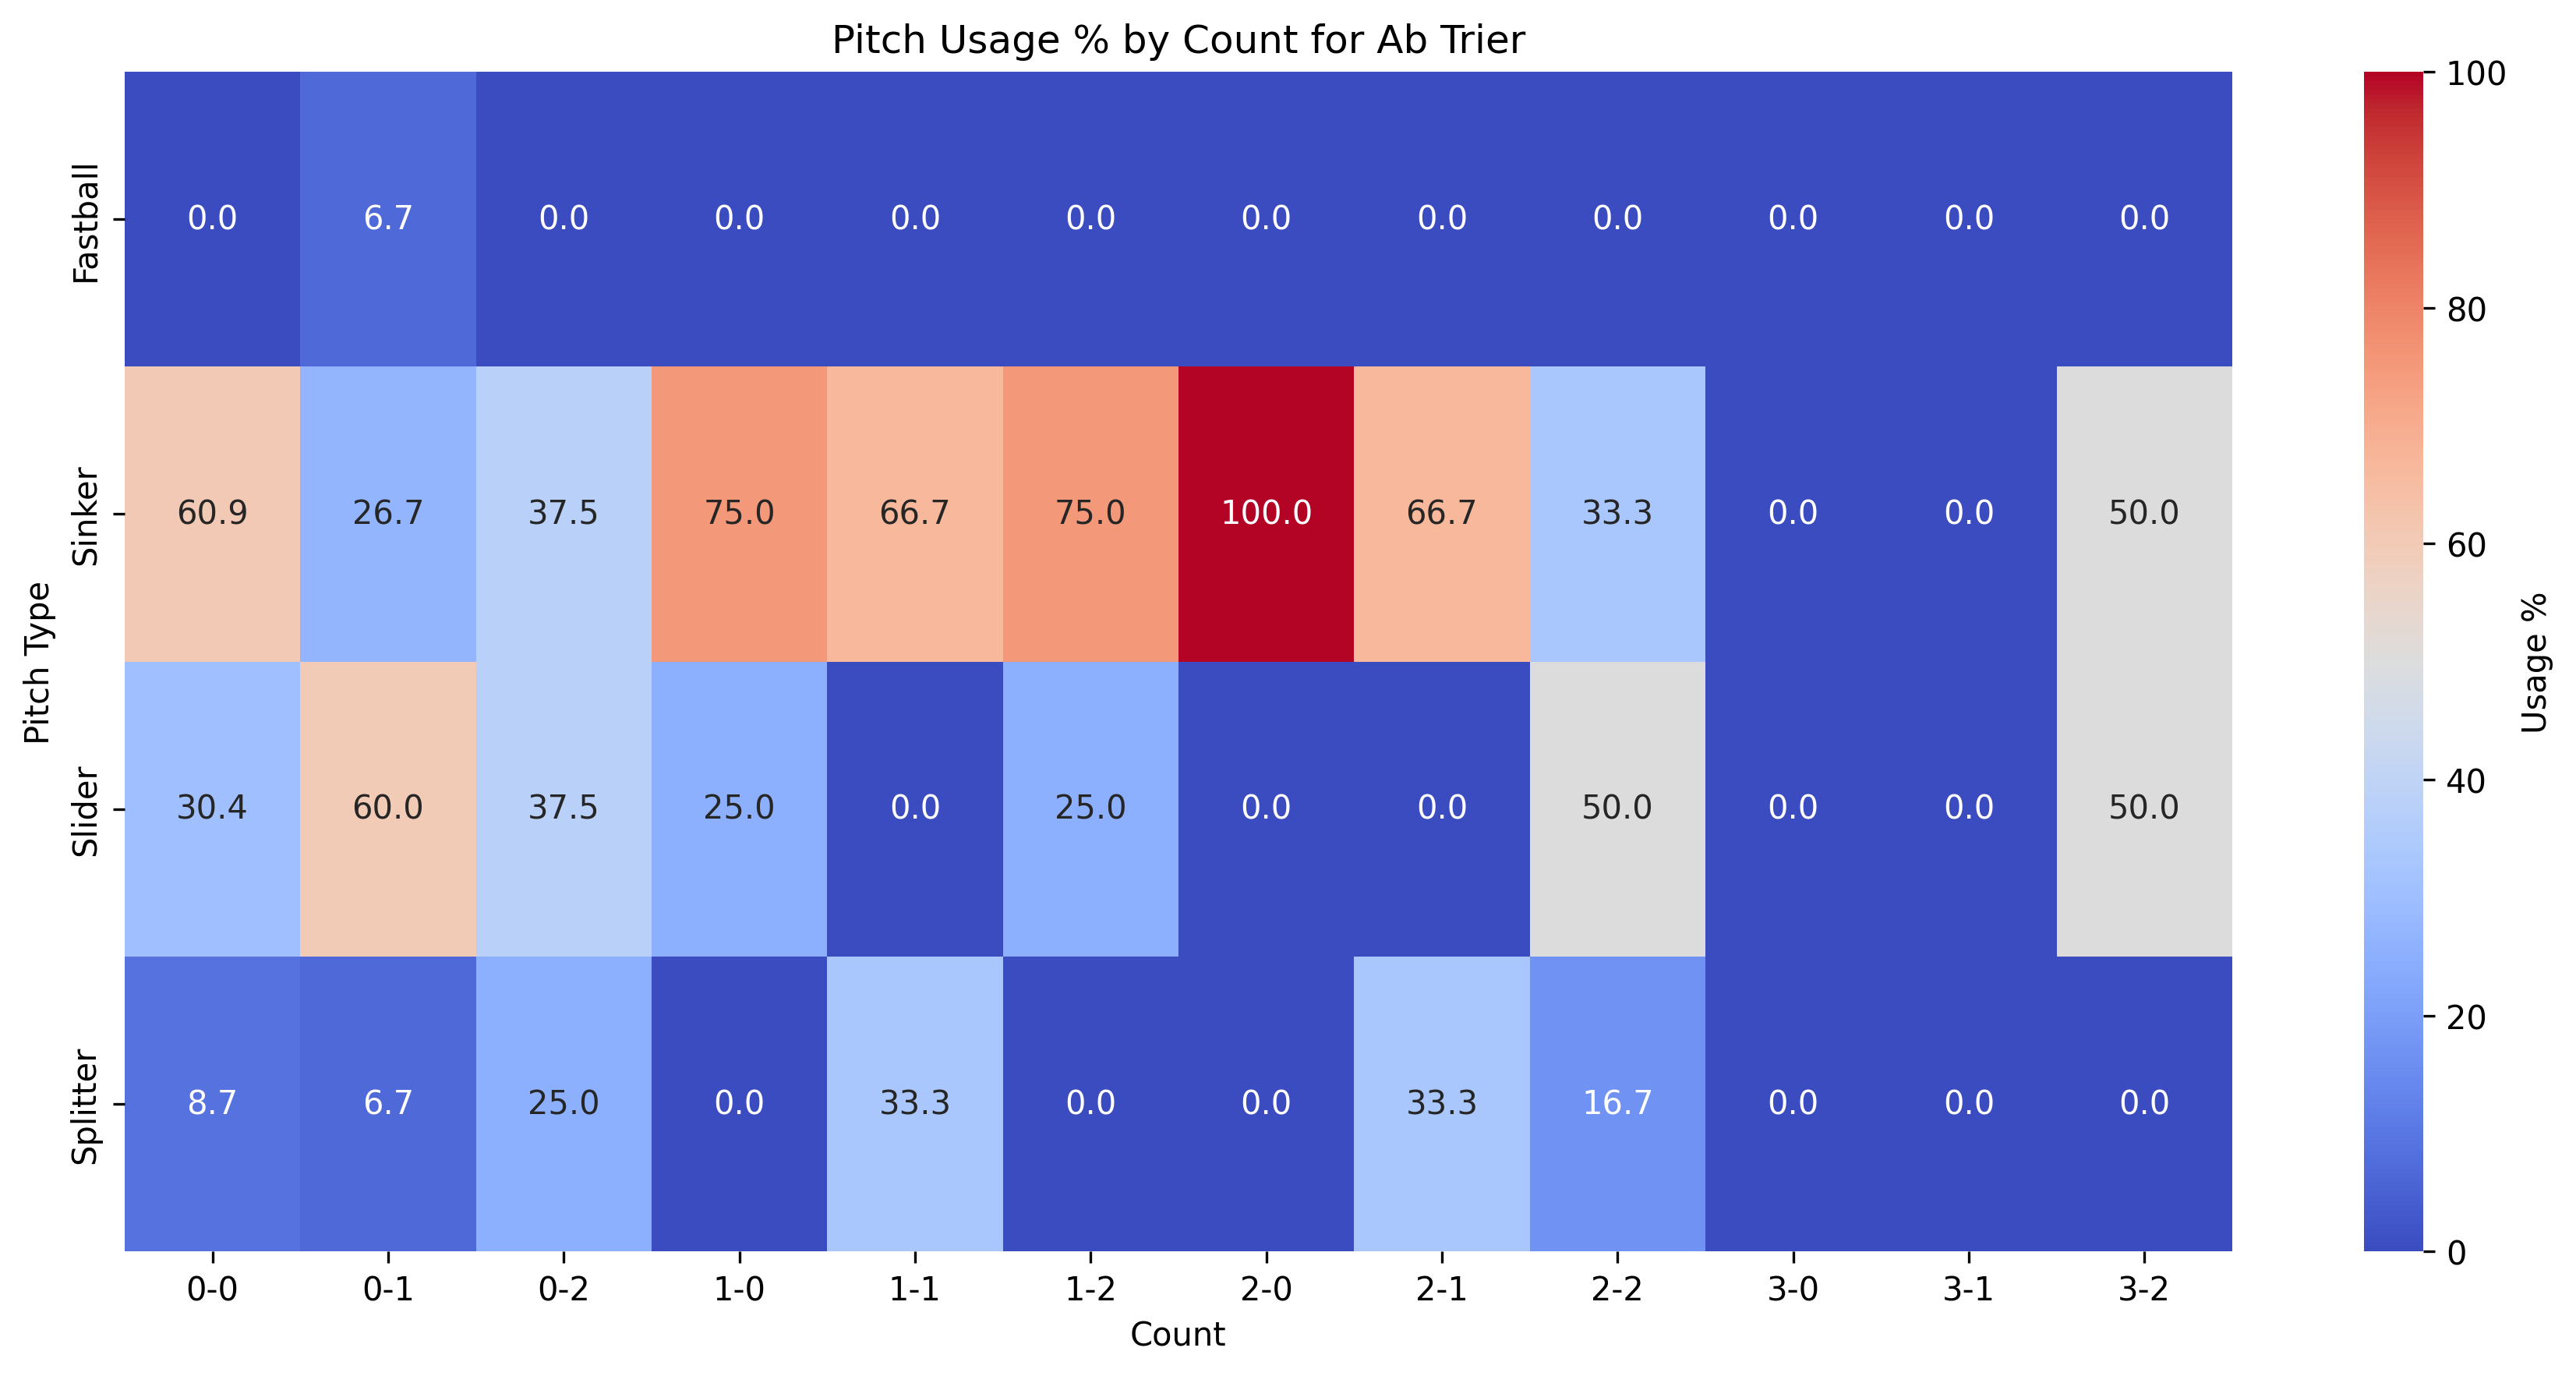 Pitch Usage % by Count for Ab Trier
Pitch Type
Fastball 0.0 6.7 0.0 0.0 0.0 0.0 0.0 0.0 0.0 0.0 0.0 0.0
Sinker 60.9 26.7 37.5 75.0 66.7 75.0 100.0 66.7 33.3 0.0 0.0 50.0
Slider 30.4 60.0 37.5 25.0 0.0 25.0 0.0 0.0 50.0 0.0 0.0 50.0
Splitter 8.7 6.7 25.0 0.0 33.3 0.0 0.0 33.3 16.7 0.0 0.0 0.0
0-0 0-1 0-2 1-0 1-1 1-2 2-0 2-1 2-2 3-0 3-1 3-2
Count
100
80
60
40
20
0
Usage %